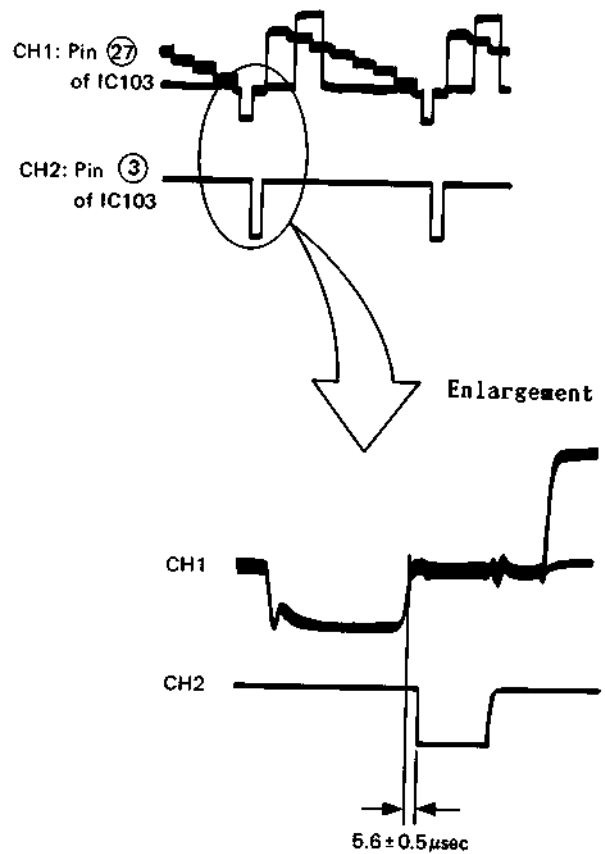 CH1: Pin 27
of IC103
CH2: Pin 3
of IC103
Enlargement
CH1
CH2
5.6±0.5μsec